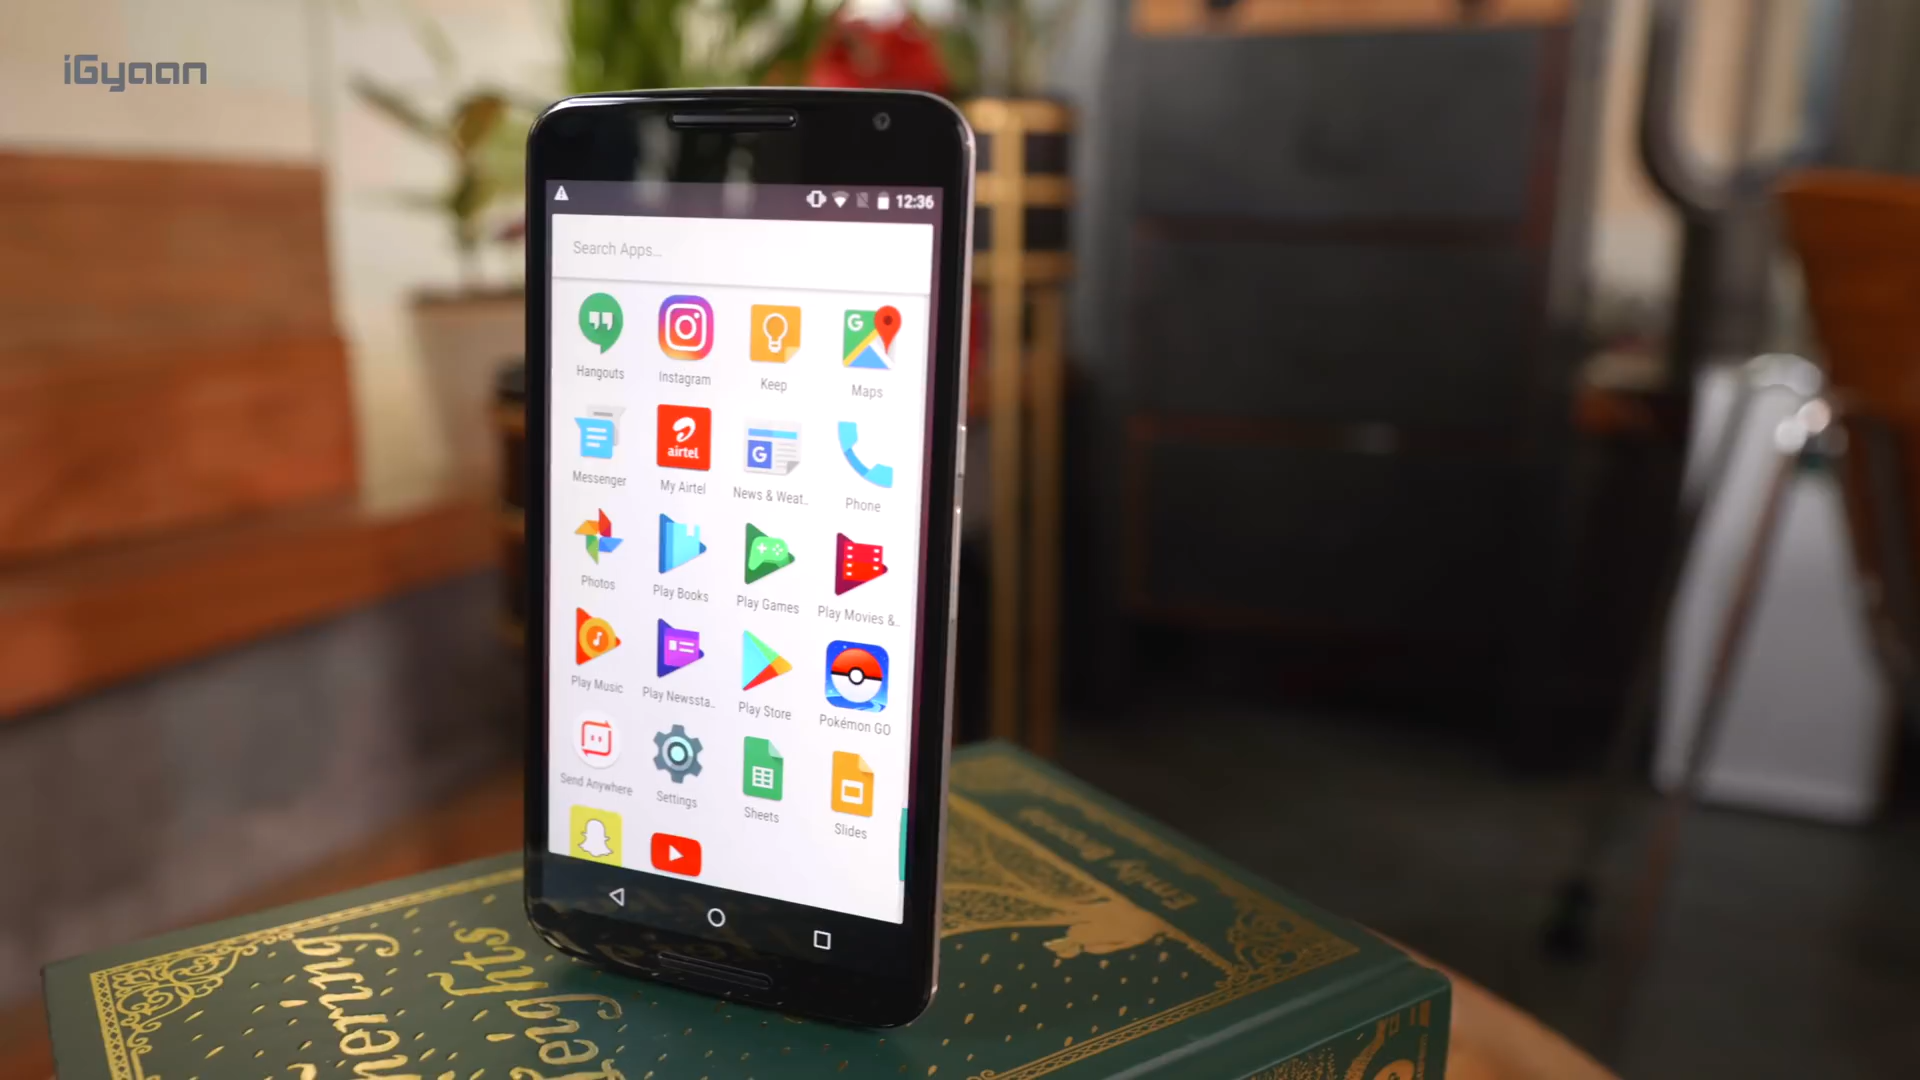 iGyaan
12:36
Search Apps...
Hangouts
Instagram
Keep
Maps
airtel
Messenger
My Airtel
News & Weat..
Phone
Photos
Play Books
Play Games
Play Movies &..
Play Music
Play Newssta..
Play Store
Pokémon GO
Send Anywhere
Settings
Sheets
Slides
Emily Brontë
Heights